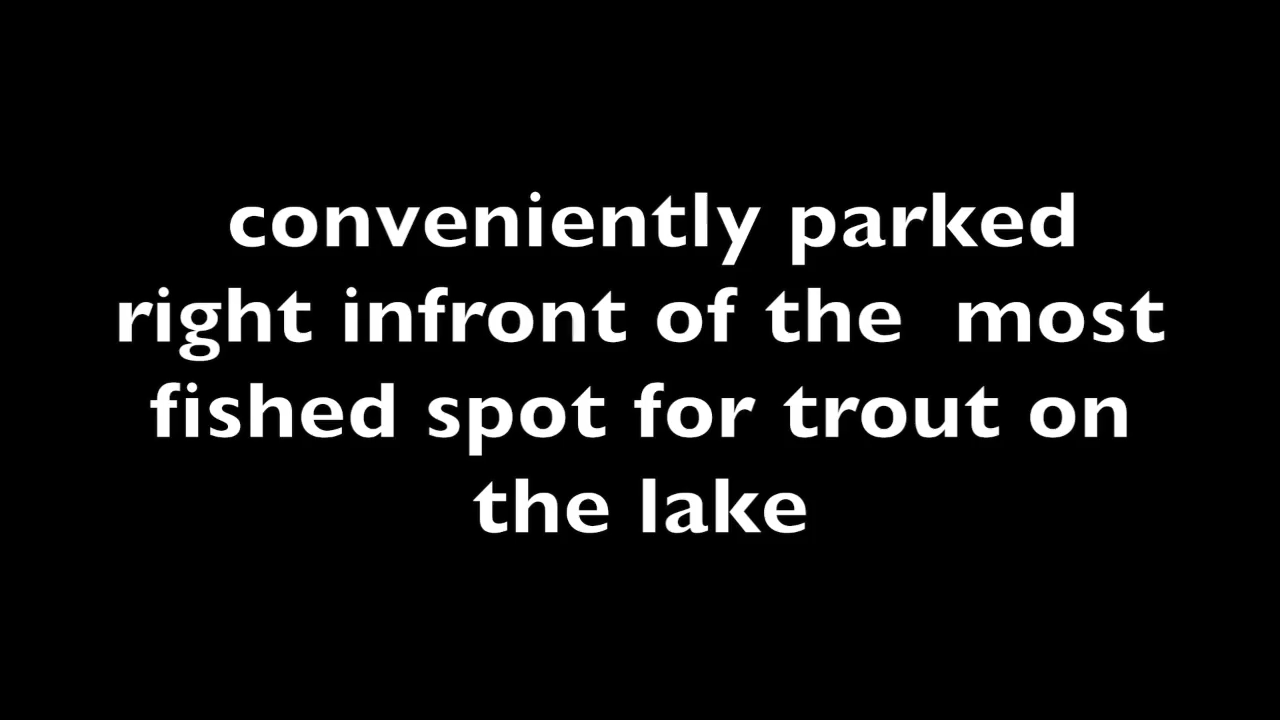 conveniently parked
right infront of the  most
fished spot for trout on
the lake